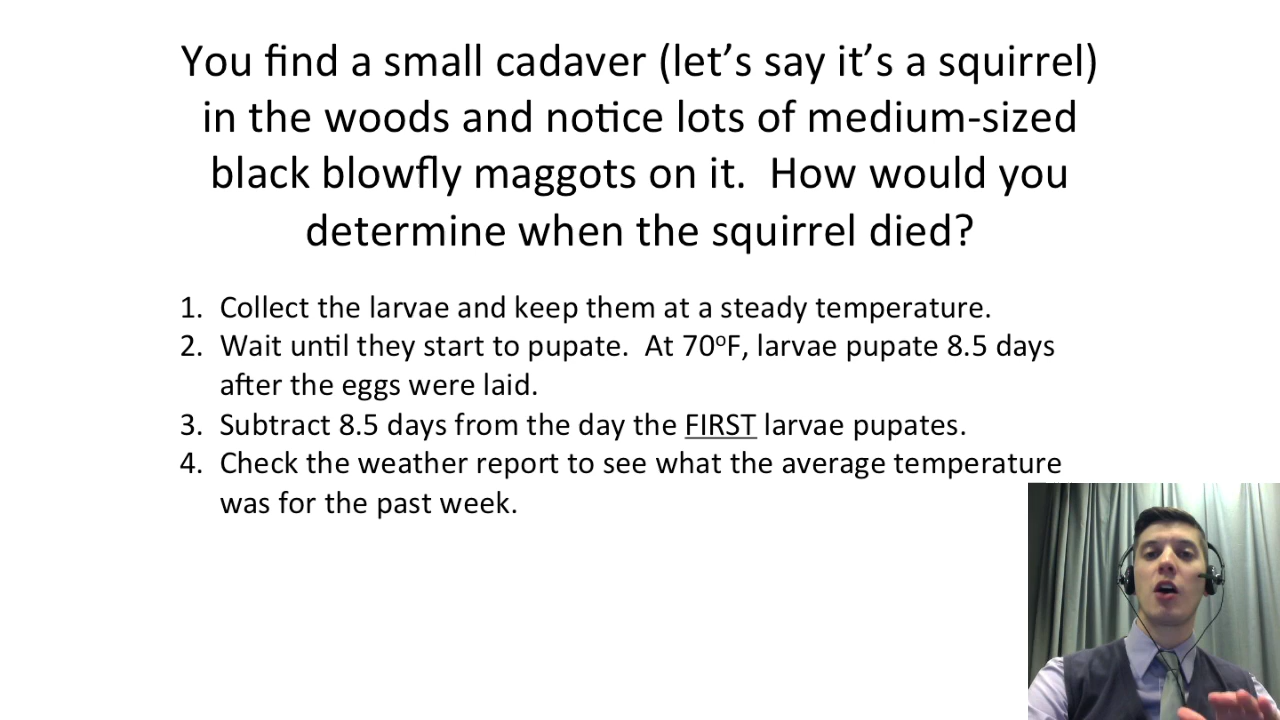 You find a small cadaver (let’s say it’s a squirrel)
in the woods and notice lots of medium-sized
black blowfly maggots on it.  How would you
determine when the squirrel died?
1. Collect the larvae and keep them at a steady temperature.
2. Wait until they start to pupate.  At 70ºF, larvae pupate 8.5 days
after the eggs were laid.
3. Subtract 8.5 days from the day the FIRST larvae pupates.
4. Check the weather report to see what the average temperature
was for the past week.